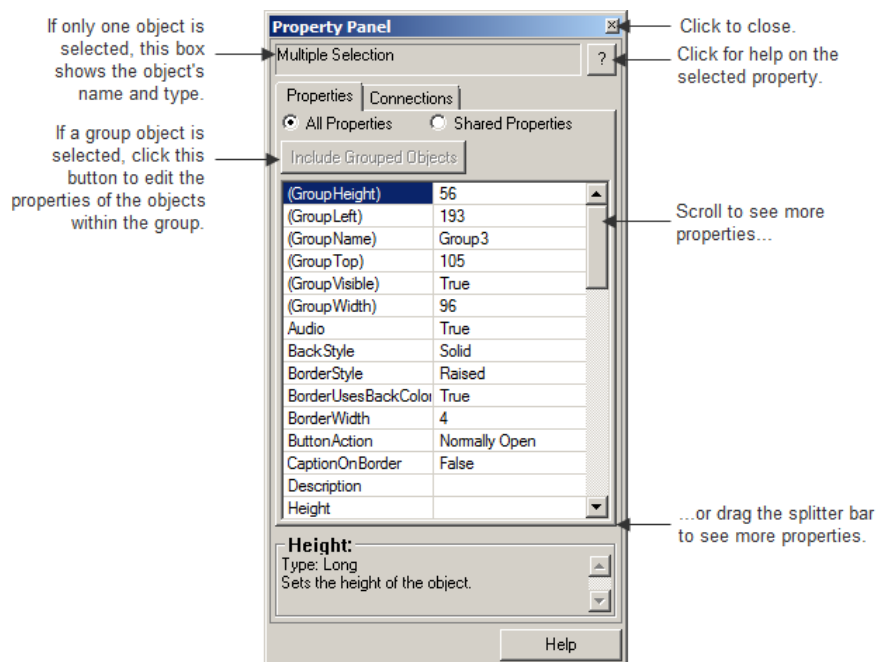 If only one object is
selected, this box
shows the object's
name and type.
If a group object is
selected, click this
button to edit the
properties of the objects
within the group.
Property Panel
Multiple Selection
?
Properties Connections
All Properties Shared Properties
Include Grouped Objects
(GroupHeight) 56
(GroupLeft) 193
(GroupName) Group3
(GroupTop) 105
(GroupVisible) True
(GroupWidth) 96
Audio True
BackStyle Solid
BorderStyle Raised
BorderUsesBackColor True
BorderWidth 4
ButtonAction Normally Open
CaptionOnBorder False
Description
Height
Height:
Type: Long
Sets the height of the object.
Help
Click to close.
Click for help on the
selected property.
Scroll to see more
properties...
...or drag the splitter bar
to see more properties.